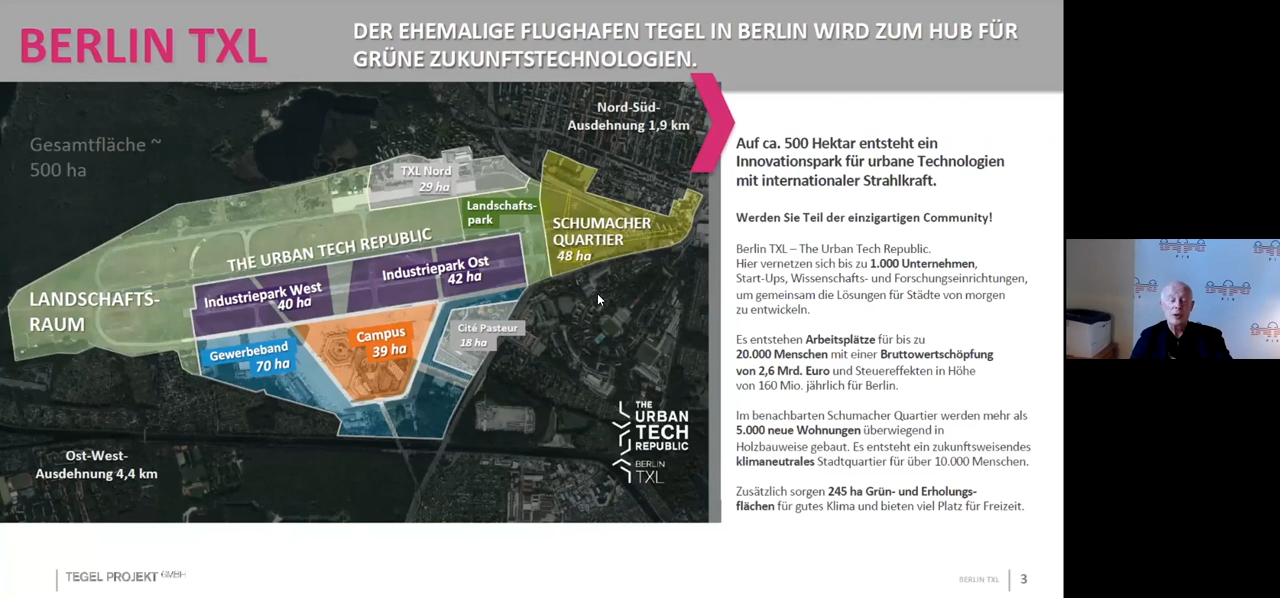 BERLIN TXL
DER EHEMALIGE FLUGHAFEN TEGEL IN BERLIN WIRD ZUM HUB FÜR
GRÜNE ZUKUNFTSTECHNOLOGIEN.
Gesamtfläche ~
500 ha
Nord-Süd-
Ausdehnung 1,9 km
TXL Nord
29 ha
Landschafts-
park
SCHUMACHER
QUARTIER
48 ha
THE URBAN TECH REPUBLIC
Industriepark Ost
42 ha
Industriepark West
40 ha
LANDSCHAFTS-
RAUM
Gewerbeband
70 ha
Campus
39 ha
Cité Pasteur
18 ha
Ost-West-
Ausdehnung 4,4 km
THE
URBAN
TECH
REPUBLIC
BERLIN
TXL
Auf ca. 500 Hektar entsteht ein
Innovationspark für urbane Technologien
mit internationaler Strahlkraft.
Werden Sie Teil der einzigartigen Community!
Berlin TXL – The Urban Tech Republic.
Hier vernetzen sich bis zu 1.000 Unternehmen,
Start-Ups, Wissenschafts- und Forschungseinrichtungen,
um gemeinsam die Lösungen für Städte von morgen
zu entwickeln.
Es entstehen Arbeitsplätze für bis zu
20.000 Menschen mit einer Bruttowertschöpfung
von 2,6 Mrd. Euro und Steuereffekten in Höhe
von 160 Mio. jährlich für Berlin.
Im benachbarten Schumacher Quartier werden mehr als
5.000 neue Wohnungen überwiegend in
Holzbauweise gebaut. Es entsteht ein zukunftsweisendes
klimaneutrales Stadtquartier für über 10.000 Menschen.
Zusätzlich sorgen 245 ha Grün- und Erholungs-
flächen für gutes Klima und bieten viel Platz für Freizeit.
TEGEL PROJEKT GMBH
BERLIN TXL
3